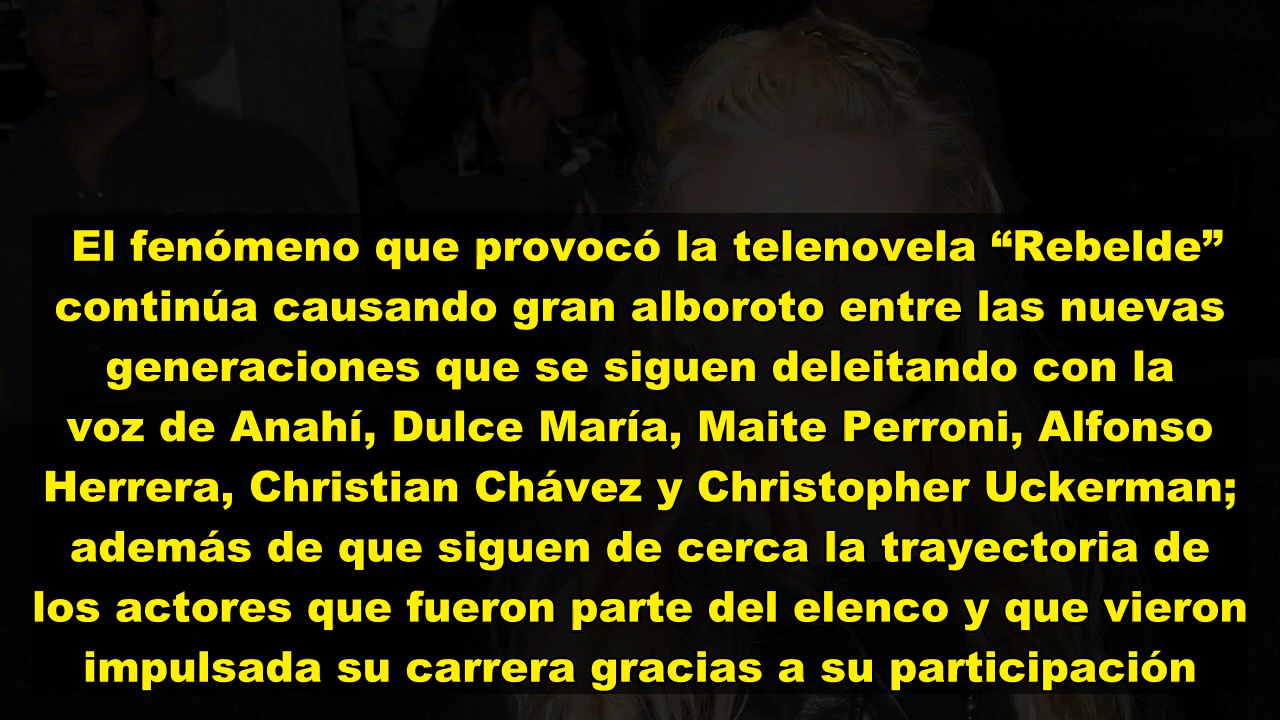 El fenómeno que provocó la telenovela “Rebelde”
continúa causando gran alboroto entre las nuevas
generaciones que se siguen deleitando con la
voz de Anahí, Dulce María, Maite Perroni, Alfonso
Herrera, Christian Chávez y Christopher Uckerman;
además de que siguen de cerca la trayectoria de
los actores que fueron parte del elenco y que vieron
impulsada su carrera gracias a su participación